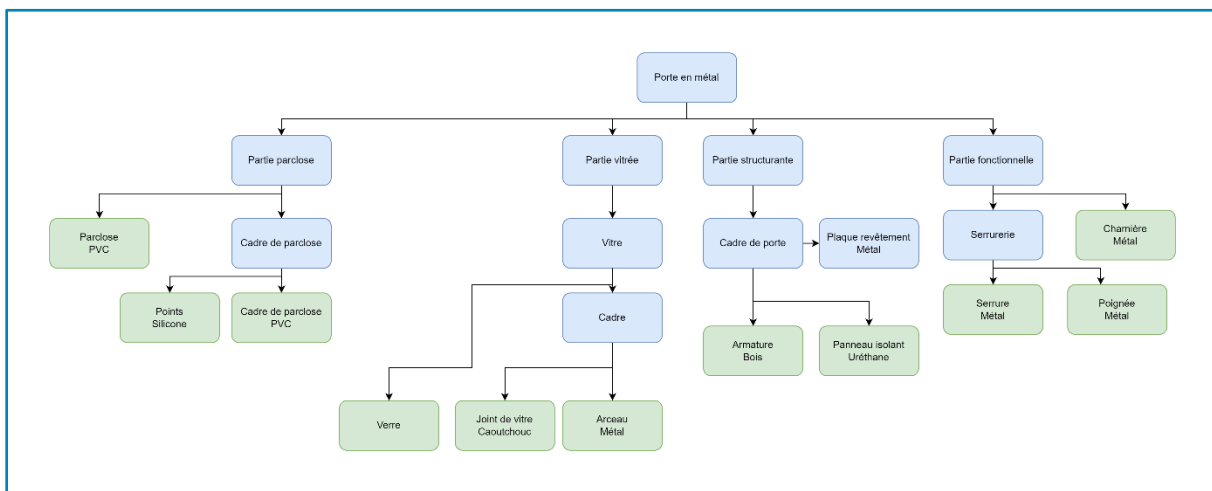 Porte en métal
Partie parclose
Partie vitrée
Partie structurante
Partie fonctionnelle
Parclose
PVC
Cadre de parclose
Vitre
Cadre de porte
Plaque revêtement
Métal
Serrurerie
Charnière
Métal
Points
Silicone
Cadre de parclose
PVC
Cadre
Armature
Bois
Panneau isolant
Uréthane
Serrure
Métal
Poignée
Métal
Verre
Joint de vitre
Caoutchouc
Arceau
Métal